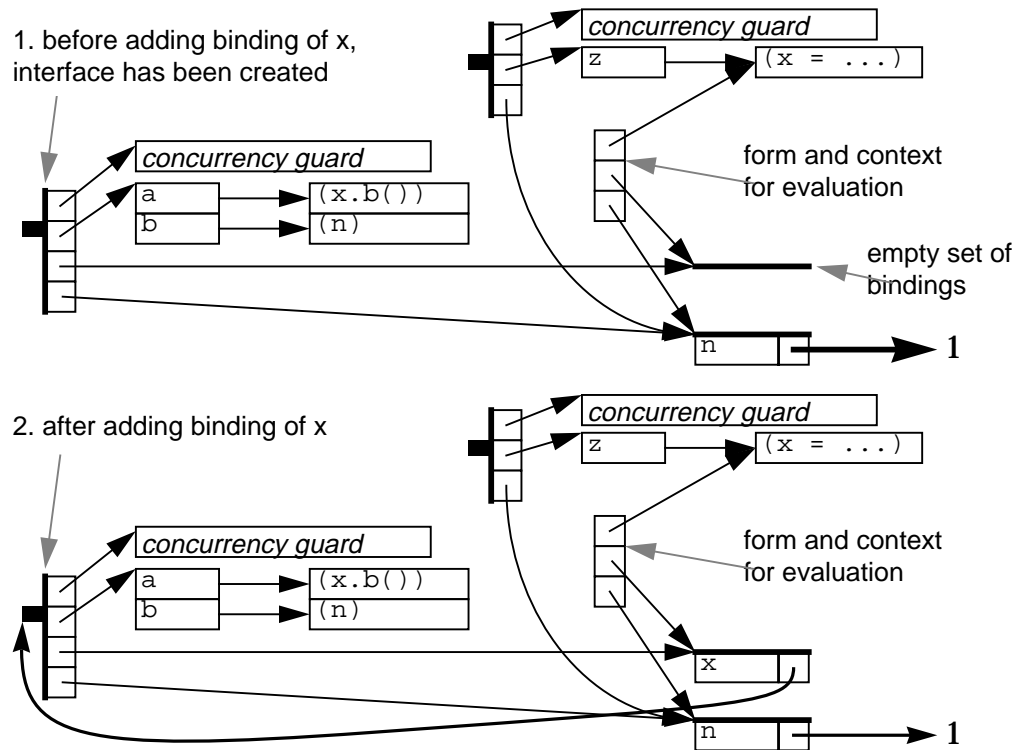 1. before adding binding of x,
interface has been created
concurrency guard
z
(x = ...)
concurrency guard
a
(x.b())
b
(n)
form and context
for evaluation
empty set of
bindings
n
1
2. after adding binding of x
concurrency guard
z
(x = ...)
concurrency guard
a
(x.b())
b
(n)
form and context
for evaluation
x
n
1